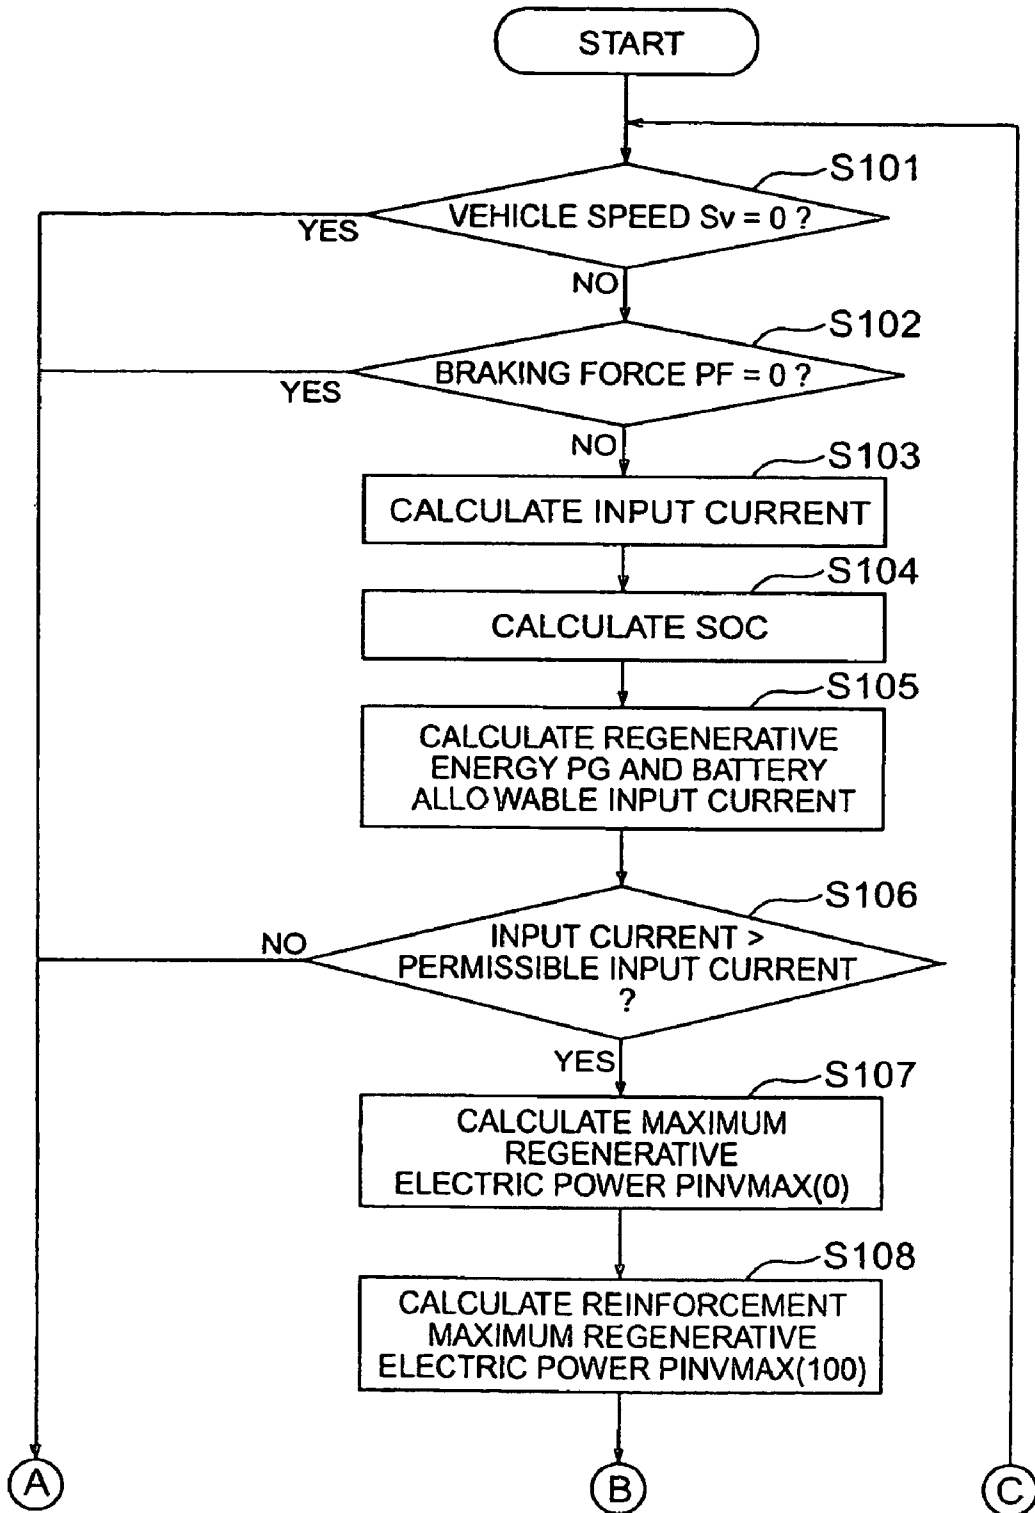 START
S101
VEHICLE SPEED Sv = 0 ?
YES
NO
S102
BRAKING FORCE PF = 0 ?
YES
NO
S103
CALCULATE INPUT CURRENT
S104
CALCULATE SOC
S105
CALCULATE REGENERATIVE
ENERGY PG AND BATTERY
ALLOWABLE INPUT CURRENT
S106
INPUT CURRENT >
PERMISSIBLE INPUT CURRENT
?
NO
YES
S107
CALCULATE MAXIMUM
REGENERATIVE
ELECTRIC POWER PINVMAX(0)
S108
CALCULATE REINFORCEMENT
MAXIMUM REGENERATIVE
ELECTRIC POWER PINVMAX(100)
A
B
C